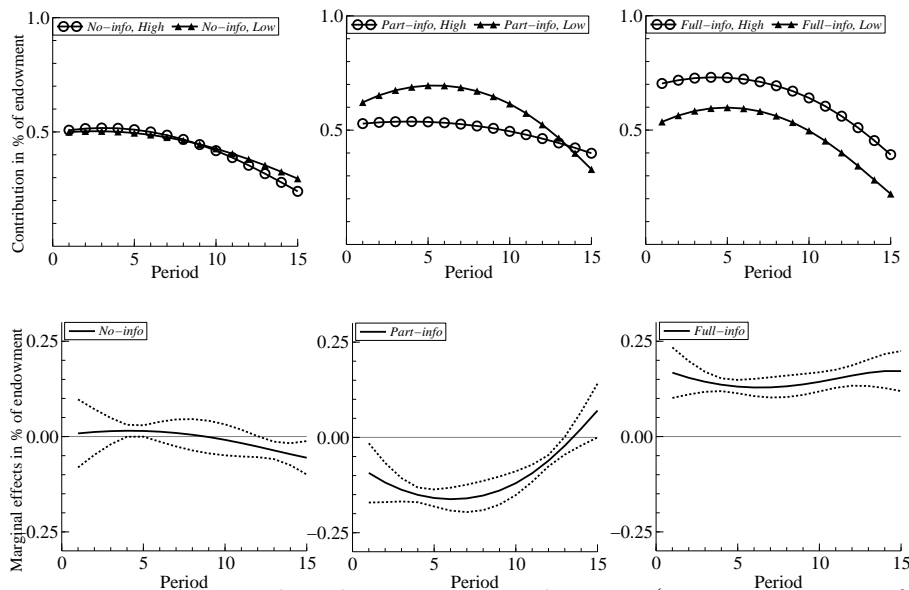 No−info, High No−info, Low
Part−info, High Part−info, Low
Full−info, High Full−info, Low
Contribution in % of endowment
1.0
0.5
0 5 10 15
Period
1.0
0.5
0 5 10 15
Period
1.0
0.5
0 5 10 15
Period
No−info
Part−info
Full−info
Marginal effects in % of endowment
0.25
0.00
−0.25
0 5 10 15
Period
0.25
0.00
−0.25
0 5 10 15
Period
0.25
0.00
−0.25
0 5 10 15
Period